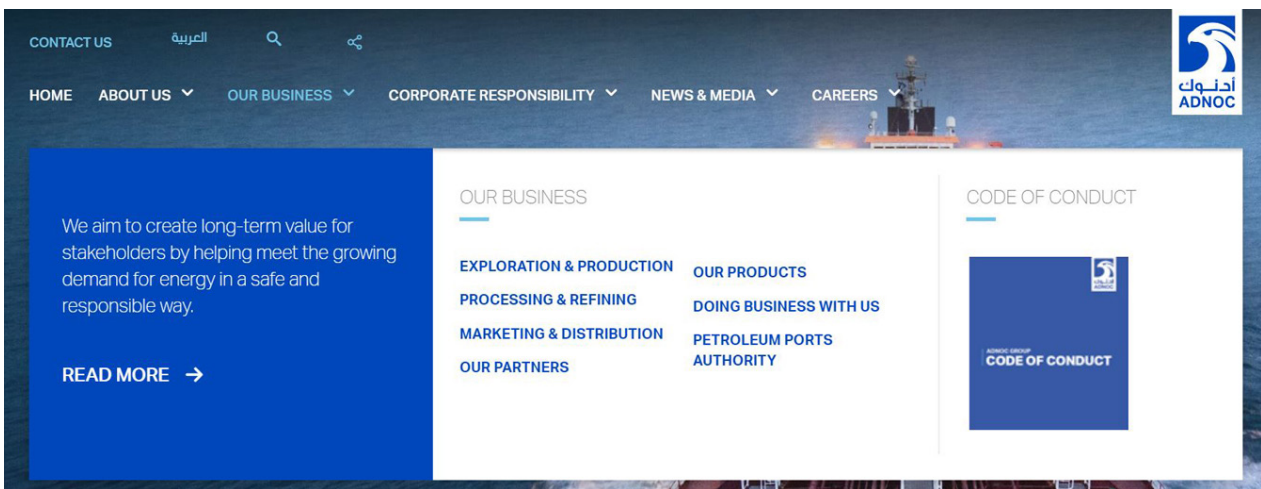 CONTACT US
العربية
HOME
ABOUT US
OUR BUSINESS
CORPORATE RESPONSIBILITY
NEWS & MEDIA
CAREERS
أدنوك
ADNOC
We aim to create long-term value for
stakeholders by helping meet the growing
demand for energy in a safe and
responsible way.
READ MORE
OUR BUSINESS
EXPLORATION & PRODUCTION
PROCESSING & REFINING
MARKETING & DISTRIBUTION
OUR PARTNERS
OUR PRODUCTS
DOING BUSINESS WITH US
PETROLEUM PORTS
AUTHORITY
CODE OF CONDUCT
ADNOC GROUP
CODE OF CONDUCT